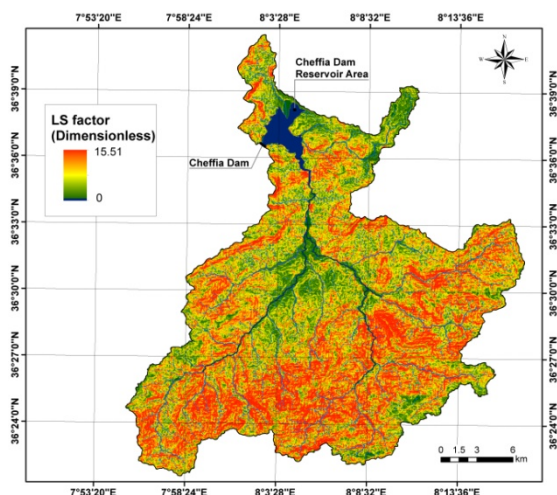 7°53'20"E 7°58'24"E 8°3'28"E 8°8'32"E 8°13'36"E
N
W E
S
Cheffia Dam
Reservoir Area
36°39'0"N 36°39'0"N
LS factor
(Dimensionless)
15.51
0
36°36'0"N 36°36'0"N
Cheffia Dam
36°33'0"N 36°33'0"N
36°30'0"N 36°30'0"N
36°27'0"N 36°27'0"N
36°24'0"N 36°24'0"N
0 1.5 3 6
km
7°53'20"E 7°58'24"E 8°3'28"E 8°8'32"E 8°13'36"E